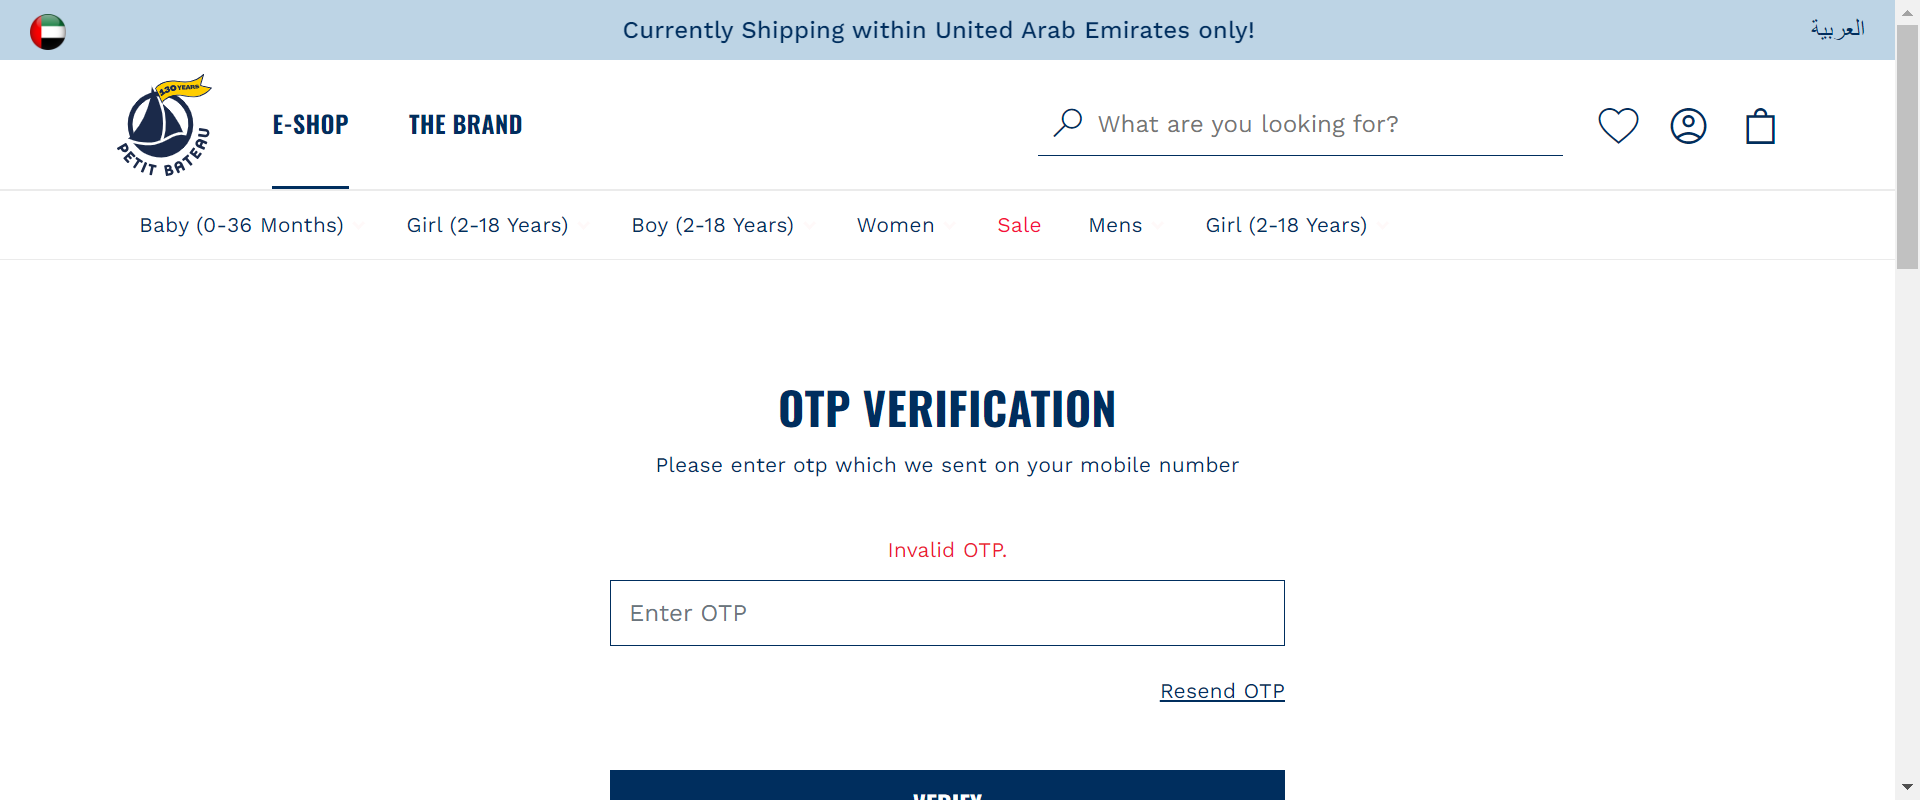 Currently Shipping within United Arab Emirates only!
العربية
130 YEARS
PETIT BATEAU
E-SHOP
THE BRAND
What are you looking for?
Baby (0-36 Months)
Girl (2-18 Years)
Boy (2-18 Years)
Women
Sale
Mens
Girl (2-18 Years)
OTP VERIFICATION
Please enter otp which we sent on your mobile number
Invalid OTP.
Enter OTP
Resend OTP
VERIFY